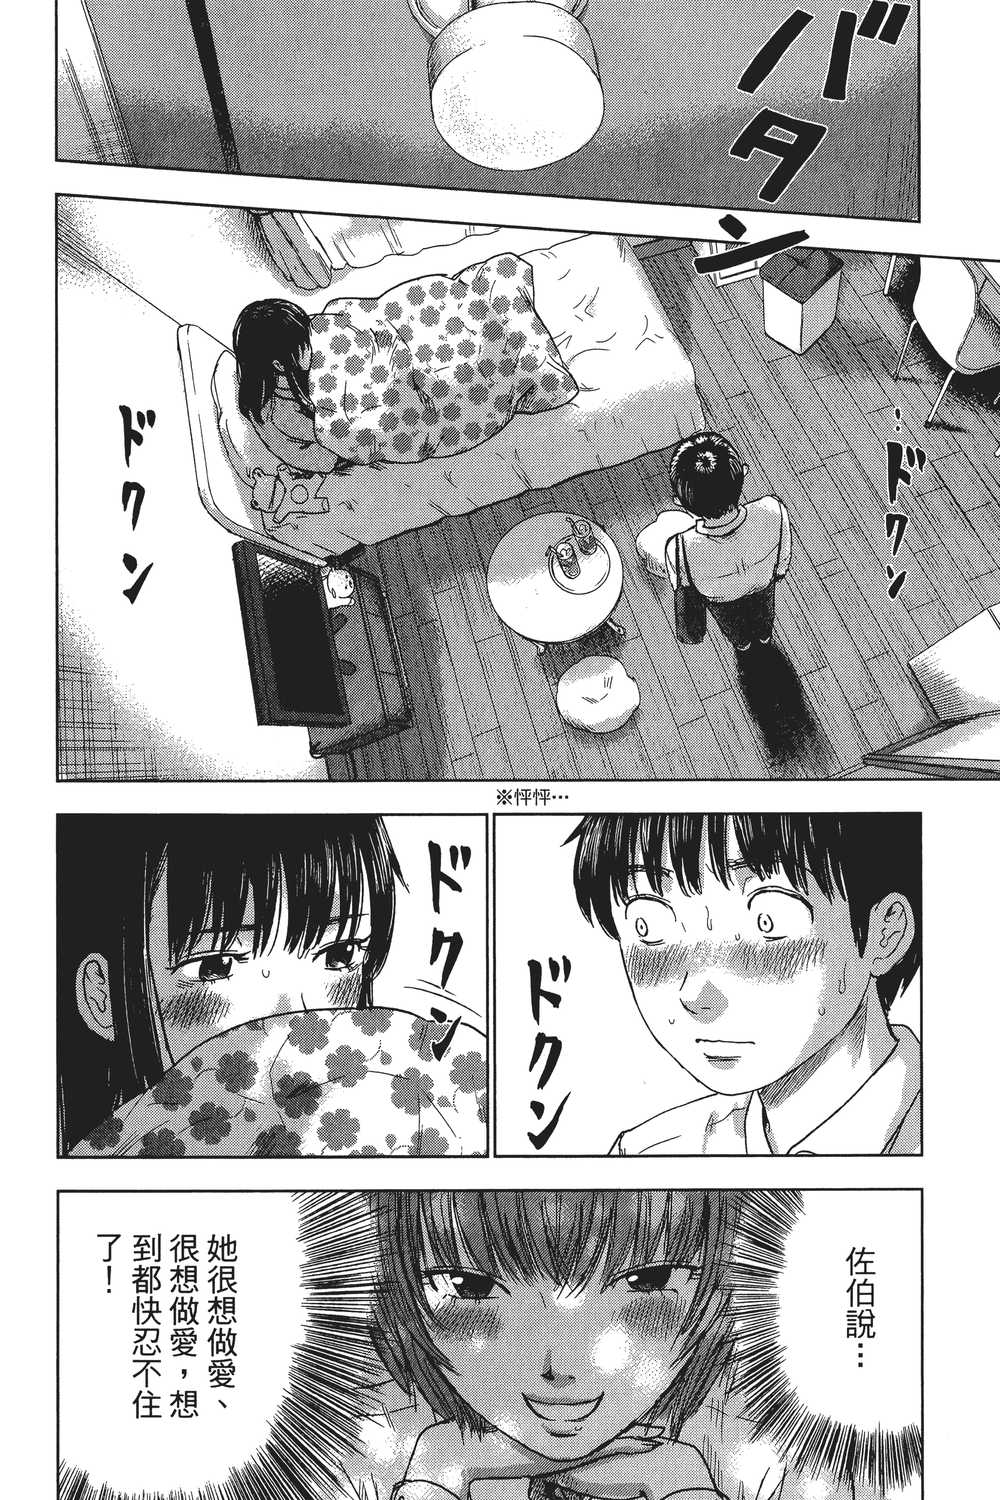 バタン
…ドクン
ドクン
※怦怦…
ドクン
ドクン
佐伯說…
她很想做愛、
很想做愛，想
到都快忍不住
了！